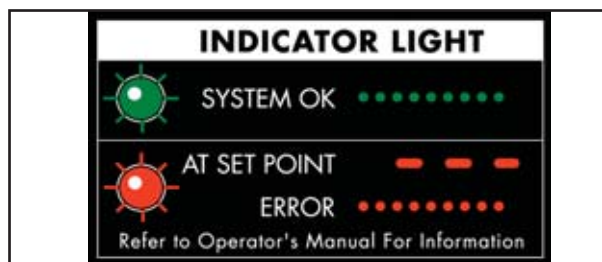 INDICATOR LIGHT
SYSTEM OK
AT SET POINT
ERROR
Refer to Operator's Manual For Information